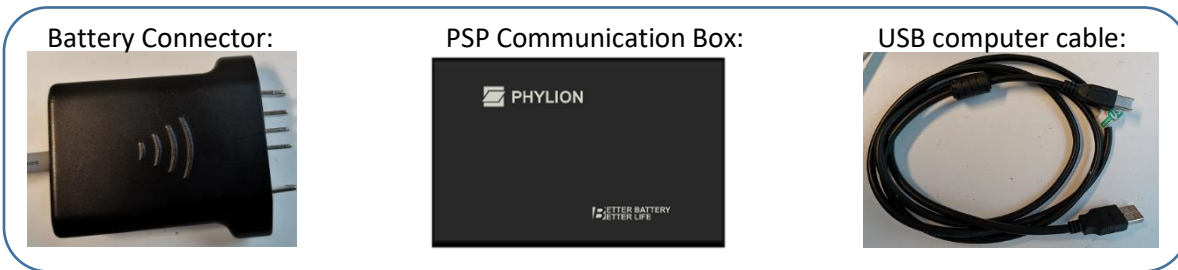 Battery Connector:
PSP Communication Box:
USB computer cable:
PHYLION
BETTER BATTERY
BETTER LIFE